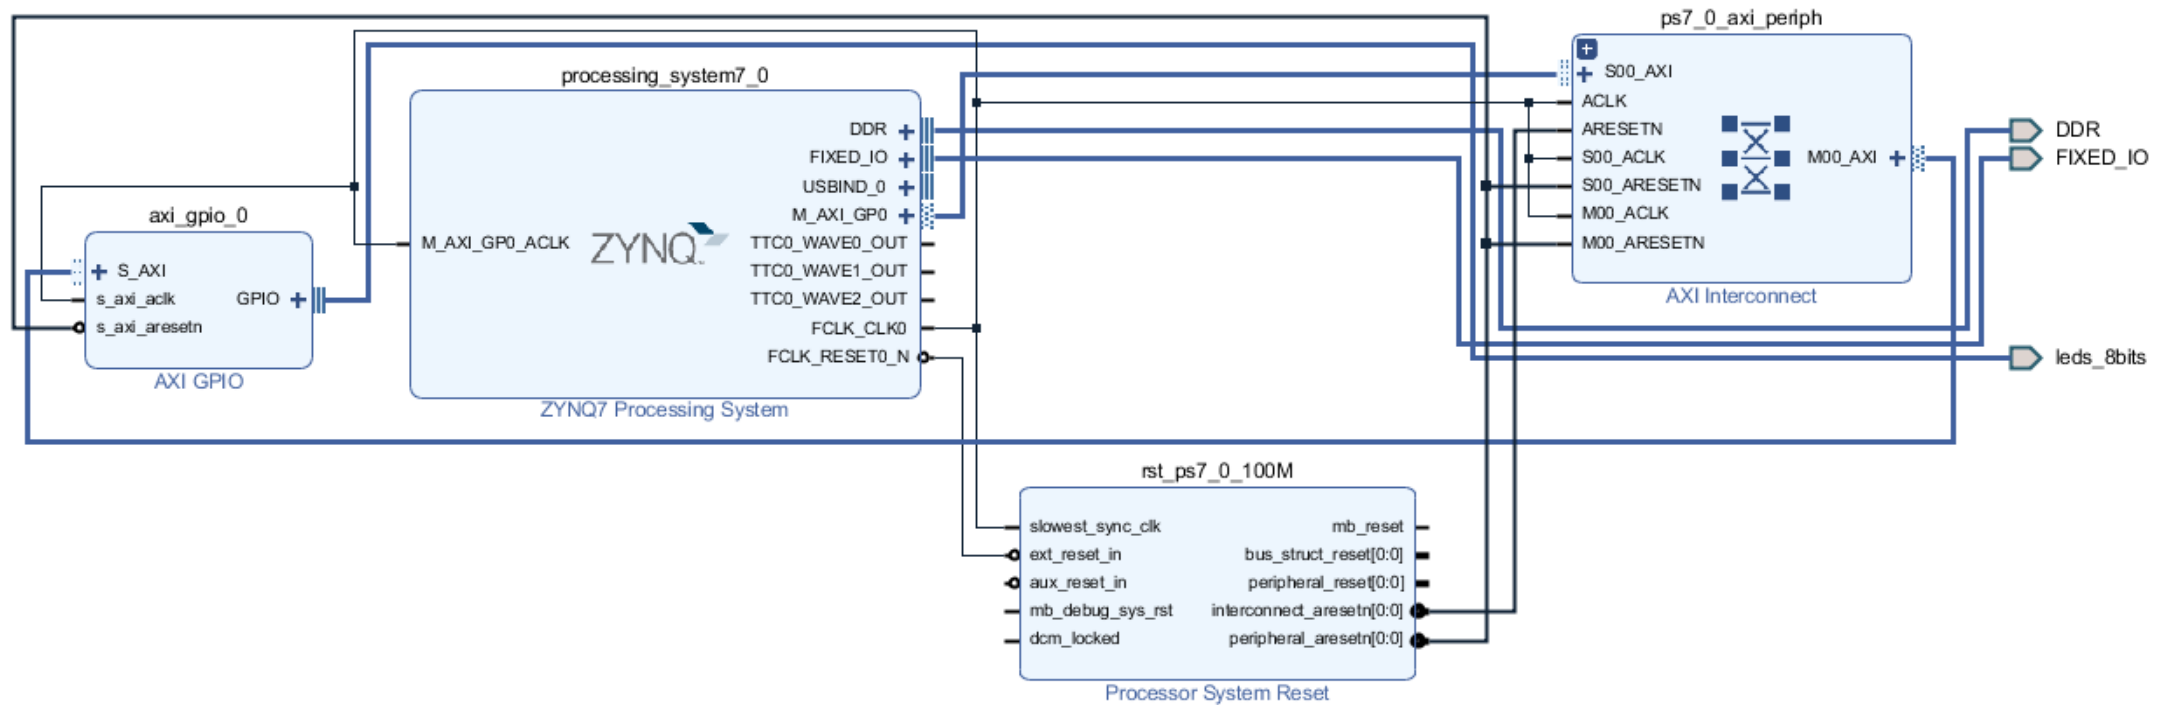 ps7_0_axi_periph
S00_AXI
ACLK
ARESETN
S00_ACLK
S00_ARESETN
M00_ACLK
M00_ARESETN
M00_AXI
AXI Interconnect
processing_system7_0
DDR
FIXED_IO
USBIND_0
M_AXI_GP0
M_AXI_GP0_ACLK
ZYNQ
TTC0_WAVE0_OUT
TTC0_WAVE1_OUT
TTC0_WAVE2_OUT
FCLK_CLK0
FCLK_RESET0_N
ZYNQ7 Processing System
axi_gpio_0
S_AXI
s_axi_aclk
s_axi_aresetn
GPIO
AXI GPIO
DDR
FIXED_IO
leds_8bits
rst_ps7_0_100M
slowest_sync_clk
ext_reset_in
aux_reset_in
mb_debug_sys_rst
dcm_locked
mb_reset
bus_struct_reset[0:0]
peripheral_reset[0:0]
interconnect_aresetn[0:0]
peripheral_aresetn[0:0]
Processor System Reset